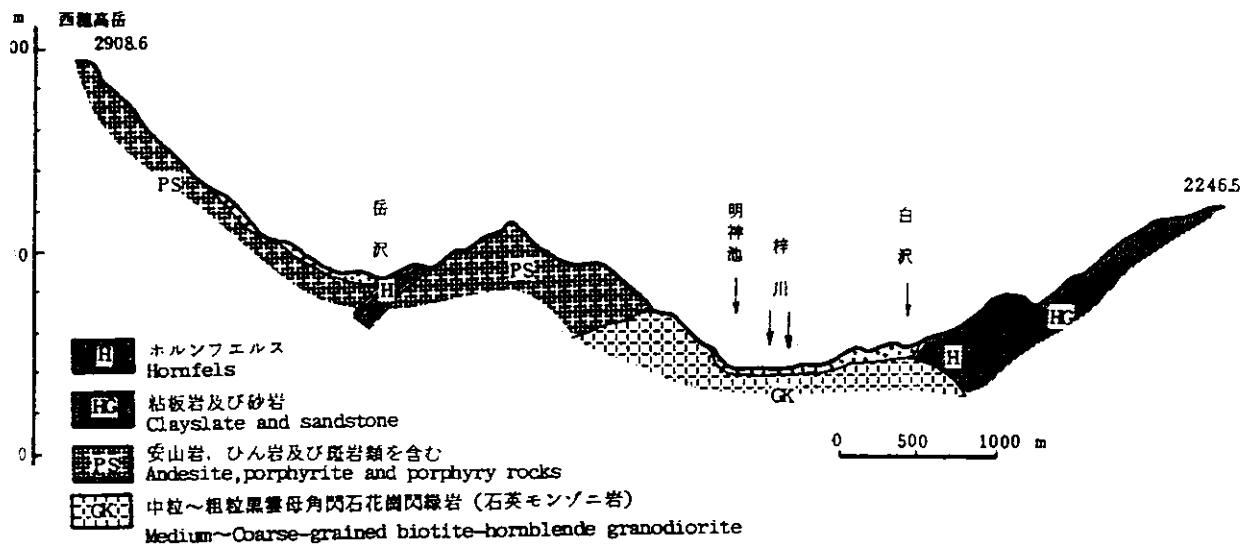 m 西穂高岳
00 2908.6
2246.5
岳沢
明神池
梓川
白沢
PS
PS
H
0
HG
H
GK
H ホルンフエルス
Hornfels
HG 粘板岩及び砂岩
Clayslate and sandstone
0
PS 安山岩，ひん岩及び斑岩類を含む
Andesite,porphyrite and porphyry rocks
GK 中粒～粗粒黒雲母角閃石花崗閃緑岩（石英モンゾニ岩）
Medium~Coarse-grained biotite-hornblende granodiorite
0 500 1000 m